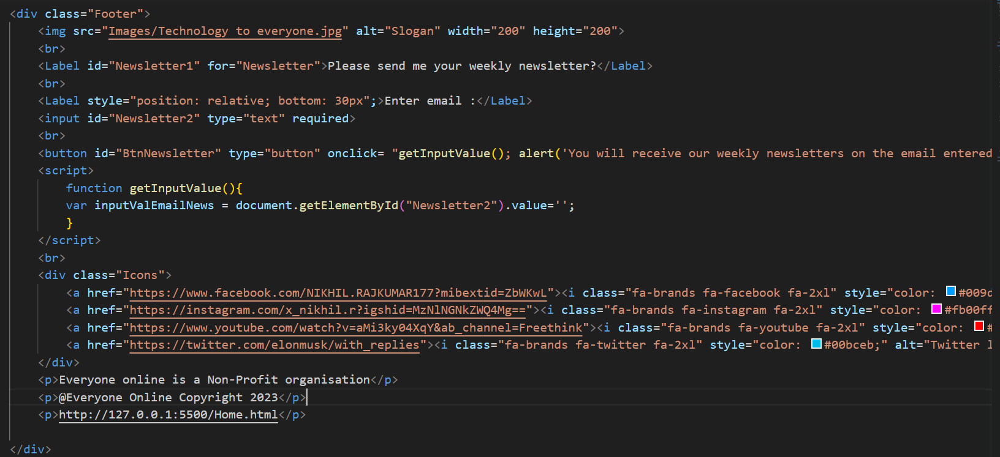 <div class="Footer">
<img src="Images/Technology to everyone.jpg" alt="Slogan" width="200" height="200">
<br>
<Label id="Newsletter1" for="Newsletter">Please send me your weekly newsletter?</Label>
<br>
<Label style="position: relative; bottom: 30px";>Enter email :</Label>
<input id="Newsletter2" type="text" required>
<br>
<button id="BtnNewsletter" type="button" onclick= "getInputValue(); alert('You will receive our weekly newsletters on the email entered
<script>
function getInputValue(){
var inputValEmailNews = document.getElementById("Newsletter2").value='';
}
</script>
<br>
<div class="Icons">
<a href="https://www.facebook.com/NIKHIL.RAJKUMAR177?mibextid=ZbWKwL"><i class="fa-brands fa-facebook fa-2xl" style="color: #009d
<a href="https://instagram.com/x_nikhil.r?igshid=MzNlNGNkZWQ4Mg=="><i class="fa-brands fa-instagram fa-2xl" style="color: #fb00ff
<a href="https://www.youtube.com/watch?v=aMi3ky04XqY&ab_channel=Freethink"><i class="fa-brands fa-youtube fa-2xl" style="color: #
<a href="https://twitter.com/elonmusk/with_replies"><i class="fa-brands fa-twitter fa-2xl" style="color: #00bceb;" alt="Twitter l
</div>
<p>Everyone online is a Non-Profit organisation</p>
<p>@Everyone Online Copyright 2023</p>
<p>http://127.0.0.1:5500/Home.html</p>
</div>